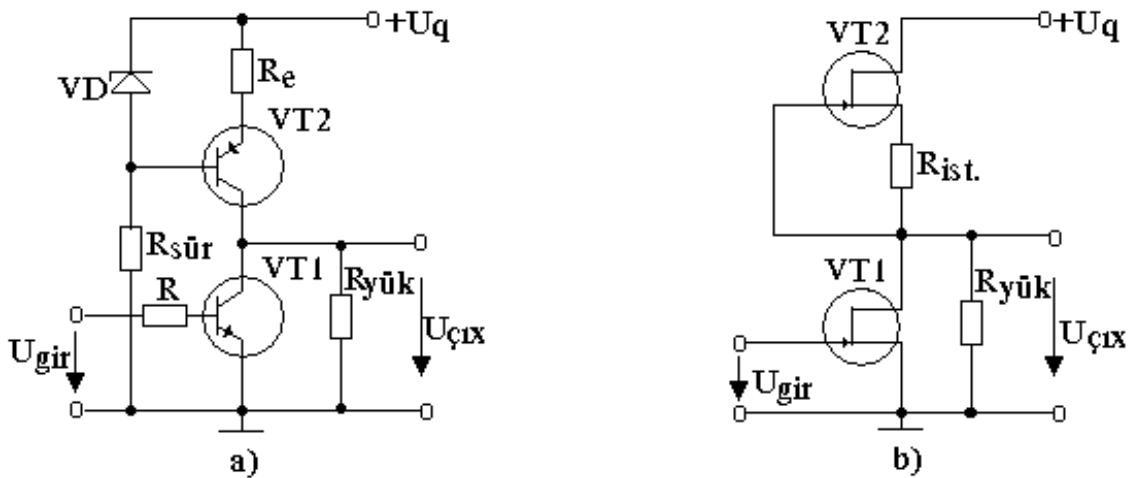 +Uq
VD
Re
VT2
Rsür
R
VT1
Ryük
Ugir
Uçıx
a)
+Uq
VT2
Rist.
VT1
Ryük
Ugir
Uçıx
b)